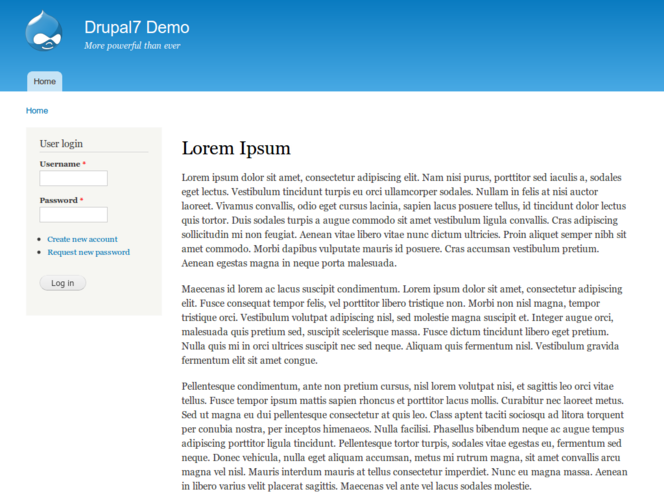 Drupal7 Demo
More powerful than ever
Home
Home
User login
Username *
Password *
Create new account
Request new password
Log in
Lorem Ipsum
Lorem ipsum dolor sit amet, consectetur adipiscing elit. Nam nisi purus, porttitor sed iaculis a, sodales
eget lectus. Vestibulum tincidunt turpis eu orci ullamcorper sodales. Nullam in felis at nisi auctor
laoreet. Vivamus convallis, odio eget cursus lacinia, sapien lacus posuere tellus, id tincidunt dolor lectus
quis tortor. Duis sodales turpis a augue commodo sit amet vestibulum ligula convallis. Cras adipiscing
sollicitudin mi non feugiat. Aenean vitae libero vitae nunc dictum ultricies. Proin aliquet semper nibh sit
amet commodo. Morbi dapibus vulputate mauris id posuere. Cras accumsan vestibulum pretium.
Aenean egestas magna in neque porta malesuada.
Maecenas id lorem ac lacus suscipit condimentum. Lorem ipsum dolor sit amet, consectetur adipiscing
elit. Fusce consequat tempor felis, vel porttitor libero tristique non. Morbi non nisl magna, tempor
tristique orci. Vestibulum volutpat adipiscing nisl, sed molestie magna suscipit et. Integer augue orci,
malesuada quis pretium sed, suscipit scelerisque massa. Fusce dictum tincidunt libero eget pretium.
Nulla quis mi in orci ultrices suscipit nec sed neque. Aliquam quis fermentum nisl. Vestibulum gravida
fermentum elit sit amet congue.
Pellentesque condimentum, ante non pretium cursus, nisl lorem volutpat nisi, et sagittis leo orci vitae
tellus. Fusce tempor ipsum mattis sapien rhoncus et porttitor lacus mollis. Curabitur nec laoreet metus.
Sed ut magna eu dui pellentesque consectetur at quis leo. Class aptent taciti sociosqu ad litora torquent
per conubia nostra, per inceptos himenaeos. Nulla facilisi. Phasellus bibendum neque ac augue tempus
adipiscing porttitor ligula tincidunt. Pellentesque tortor turpis, sodales vitae egestas eu, fermentum sed
neque. Donec vehicula, nulla eget aliquam accumsan, metus mi rutrum magna, sit amet convallis arcu
magna vel nisl. Mauris interdum mauris at tellus consectetur imperdiet. Nunc eu magna massa. Aenean
in libero varius velit placerat sagittis. Maecenas vel ante vel lacus sodales molestie.